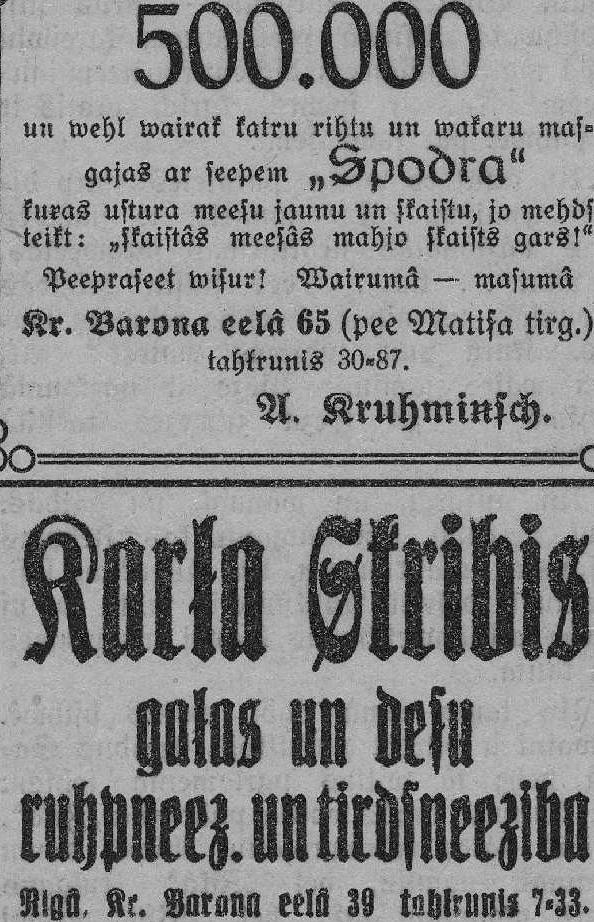 500.000
un wehl wairak katru rihtu un wakaru maſ⸗
gajas ar ſeepem „Spodra“
kuras uſtura meeſu jaunu un ſkaiſtu, jo mehdſ
teikt: „ſkaiſtâs meeſâs mahjo ſkaiſts gars!“
Peepraſeet wiſur! Wairumâ — maſumâ
Kr. Barona eelâ 65 (pee Matiſa tirg.)
tahlrunis 30⸗87.
A. Kruhminſch.
Karła Skribis
gałas un deſu
ruhpneez. un tirdſneeziba
Rigâ, Kr. Barona eelâ 39 tahlrunis 7⸗33.